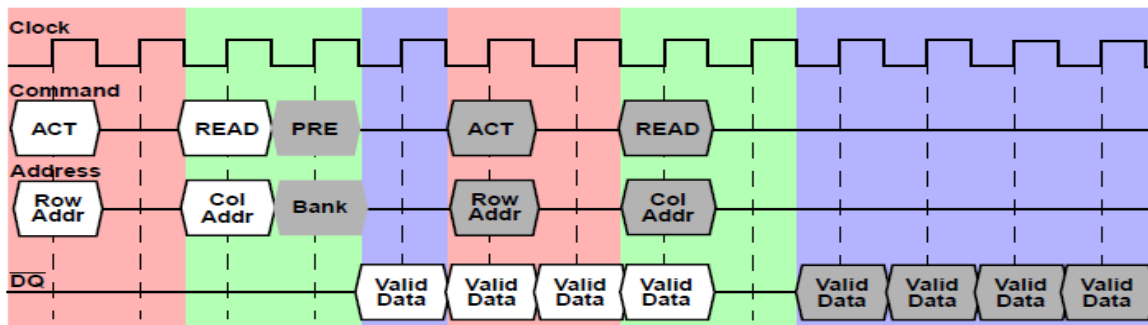 Clock
Command
ACT READ PRE ACT READ
Address
Row Addr Col Addr Bank Row Addr Col Addr
DQ
Valid Data Valid Data Valid Data Valid Data Valid Data Valid Data Valid Data Valid Data